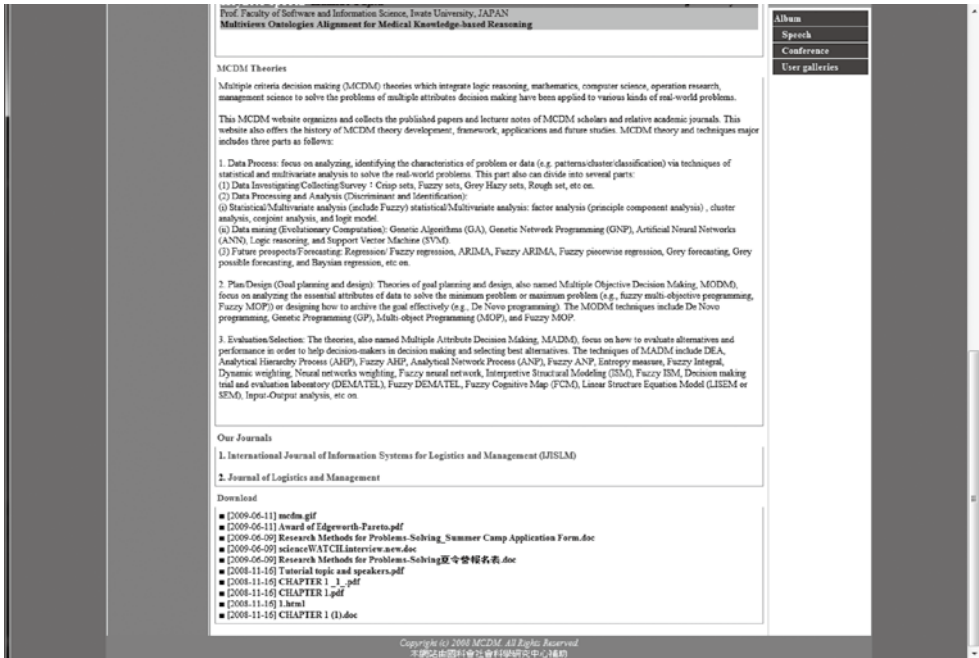 Prof. Faculty of Software and Information Science, Iwate University, JAPAN
Multiviews Ontologies Alignment for Medical Knowledge-based Reasoning
Album
Speech
Conference
User galleries
MCDM Theories
Multiple criteria decision making (MCDM) theories which integrate logic reasoning, mathematics, computer science, operation research,
management science to solve the problems of multiple attributes decision making have been applied to various kinds of real-world problems.
This MCDM website organizes and collects the published papers and lecturer notes of MCDM scholars and relative academic journals. This
website also offers the history of MCDM theory development, framework, applications and future studies. MCDM theory and techniques major
includes three parts as follows:
1. Data Process: focus on analyzing, identifying the characteristics of problem or data (e.g. patterns/cluster/classification) via techniques of
statistical and multivariate analysis to solve the real-world problems. This part also can divide into several parts:
(1) Data Investigating/Collecting/Survey：Crisp sets, Fuzzy sets, Grey Hazy sets, Rough set, etc on.
(2) Data Processing and Analysis (Discriminant and Identification):
(i) Statistical/Multivariate analysis (include Fuzzy) statistical/Multivariate analysis: factor analysis (principle component analysis) , cluster
analysis, conjoint analysis, and logit model.
(ii) Data mining (Evolutionary Computation): Genetic Algorithms (GA), Genetic Network Programming (GNP), Artificial Neural Networks
(ANN), Logic reasoning, and Support Vector Machine (SVM).
(3) Future prospects/Forecasting: Regression/ Fuzzy regression, ARIMA, Fuzzy ARIMA, Fuzzy piecewise regression, Grey forecasting, Grey
possible forecasting, and Baysian regression, etc on.
2. Plan/Design (Goal planning and design): Theories of goal planning and design, also named Multiple Objective Decision Making, MODM),
focus on analyzing the essential attributes of data to solve the minimum problem or maximum problem (e.g., fuzzy multi-objective programming,
Fuzzy MOP)) or designing how to archive the goal effectively (e.g., De Novo programming). The MODM techniques include De Novo
programming, Genetic Programming (GP), Multi-object Programming (MOP), and Fuzzy MOP.
3. Evaluation/Selection: The theories, also named Multiple Attribute Decision Making, MADM), focus on how to evaluate alternatives and
performance in order to help decision-makers in decision making and selecting best alternatives. The techniques of MADM include DEA,
Analytical Hierarchy Process (AHP), Fuzzy AHP, Analytical Network Process (ANP), Fuzzy ANP, Entropy measure, Fuzzy Integral,
Dynamic weighting, Neural networks weighting, Fuzzy neural network, Interpretive Structural Modeling (ISM), Fuzzy ISM, Decision making
trial and evaluation laboratory (DEMATEL), Fuzzy DEMATEL, Fuzzy Cognitive Map (FCM), Linear Structure Equation Model (LISEM or
SEM), Input-Output analysis, etc on.
Our Journals
1. International Journal of Information Systems for Logistics and Management (IJISLM)
2. Journal of Logistics and Management
Download
■ [2009-06-11] mcdm.gif
■ [2009-06-11] Award of Edgeworth-Pareto.pdf
■ [2009-06-09] Research Methods for Problems-Solving_Summer Camp Application Form.doc
■ [2009-06-09] scienceWATCH.interview.new.doc
■ [2009-06-09] Research Methods for Problems-Solving夏令營報名表.doc
■ [2008-11-16] Tutorial topic and speakers.pdf
■ [2008-11-16] CHAPTER 1 _1_.pdf
■ [2008-11-16] CHAPTER 1.pdf
■ [2008-11-16] 1.html
■ [2008-11-16] CHAPTER 1 (1).doc
Copyright (c) 2008 MCDM. All Rights Reserved.
本網站由國科會社會科學研究中心補助